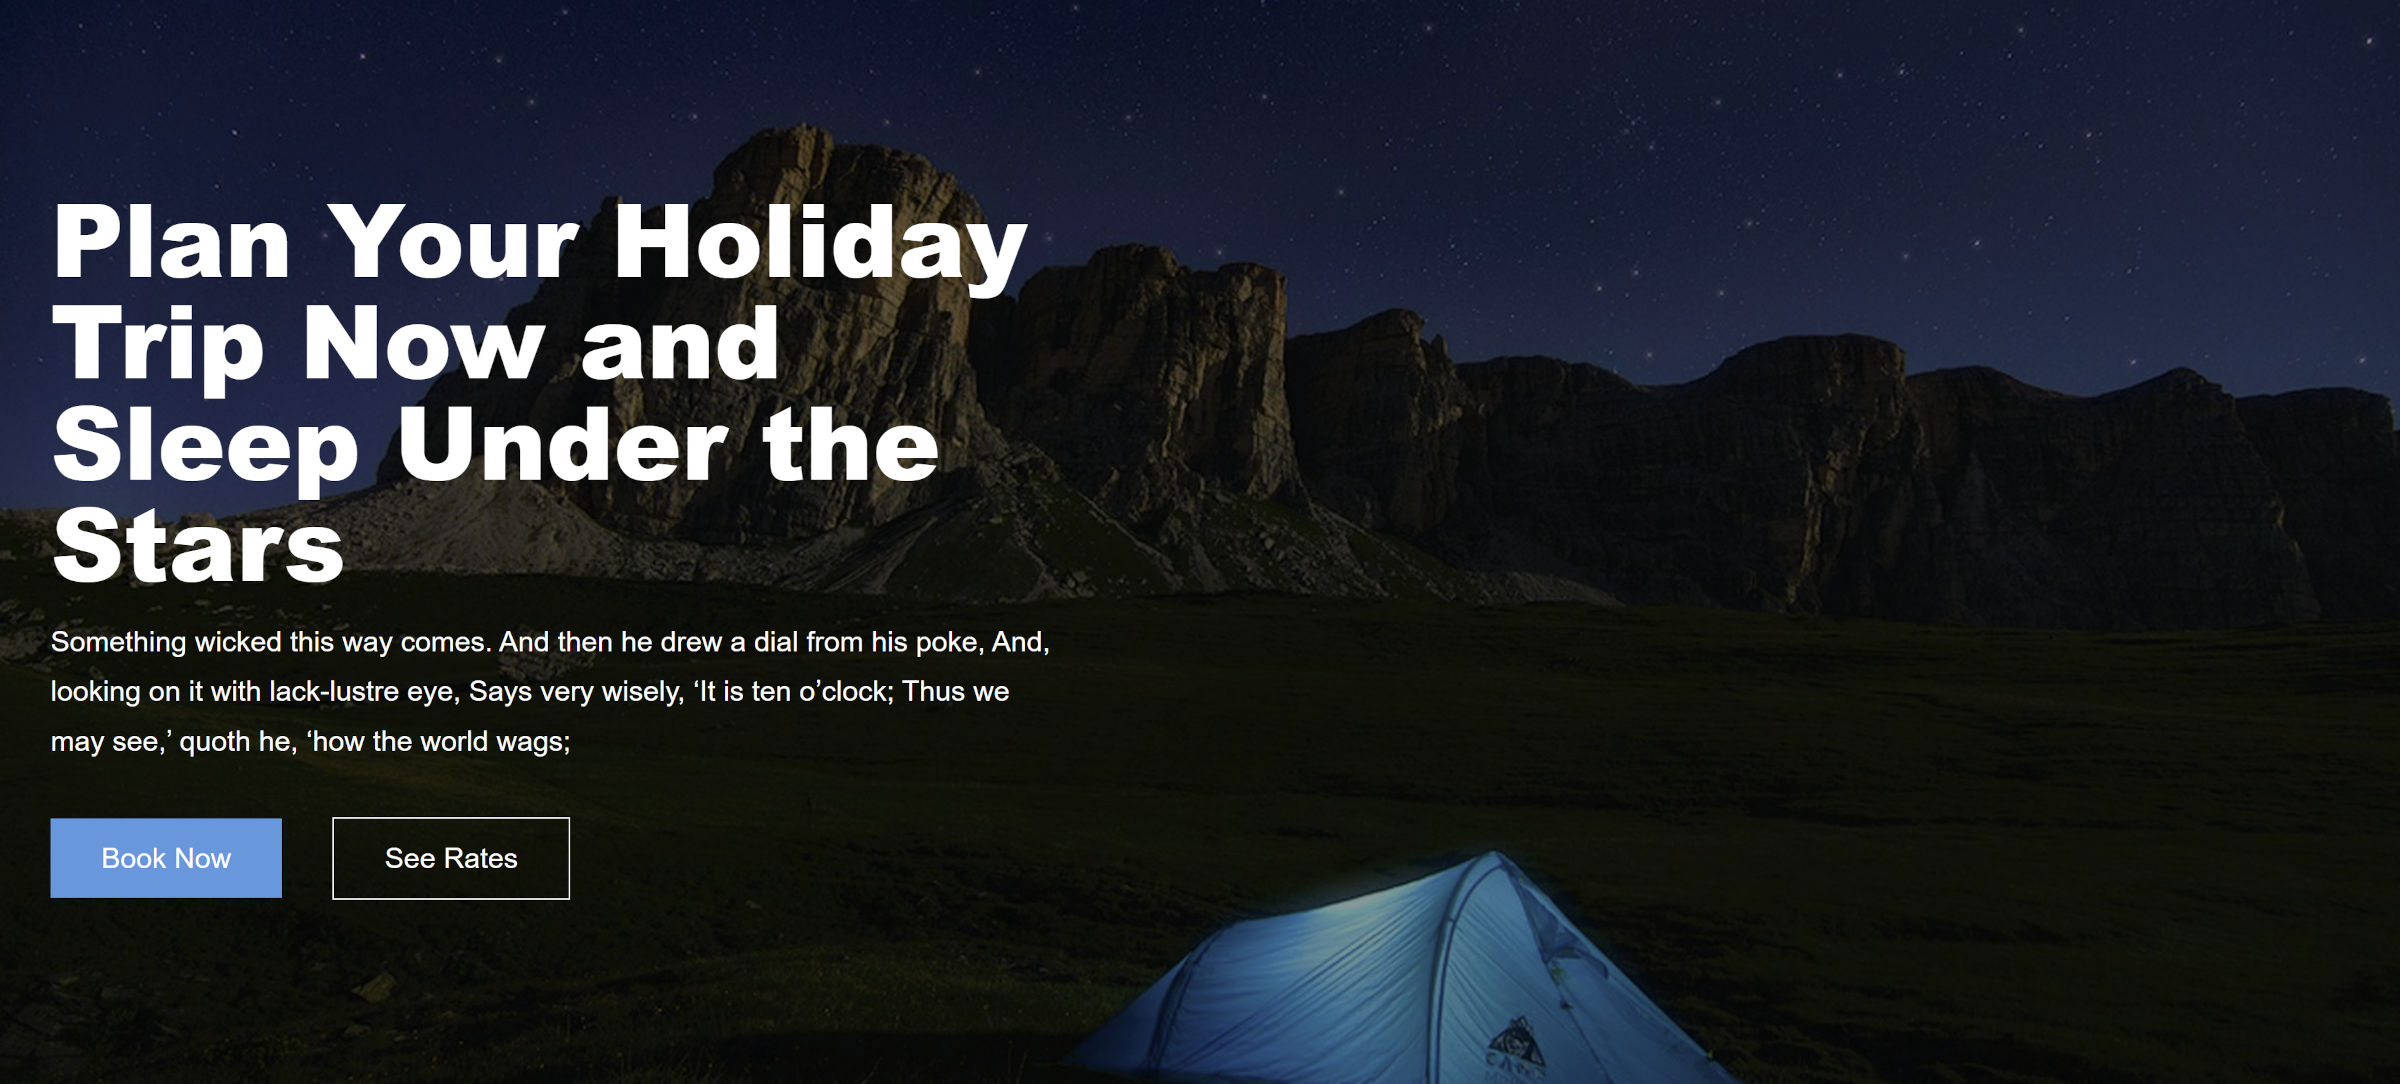 Plan Your Holiday
Trip Now and
Sleep Under the
Stars
Something wicked this way comes. And then he drew a dial from his poke, And,
looking on it with lack-lustre eye, Says very wisely, ‘It is ten o’clock; Thus we
may see,’ quoth he, ‘how the world wags;
Book Now
See Rates